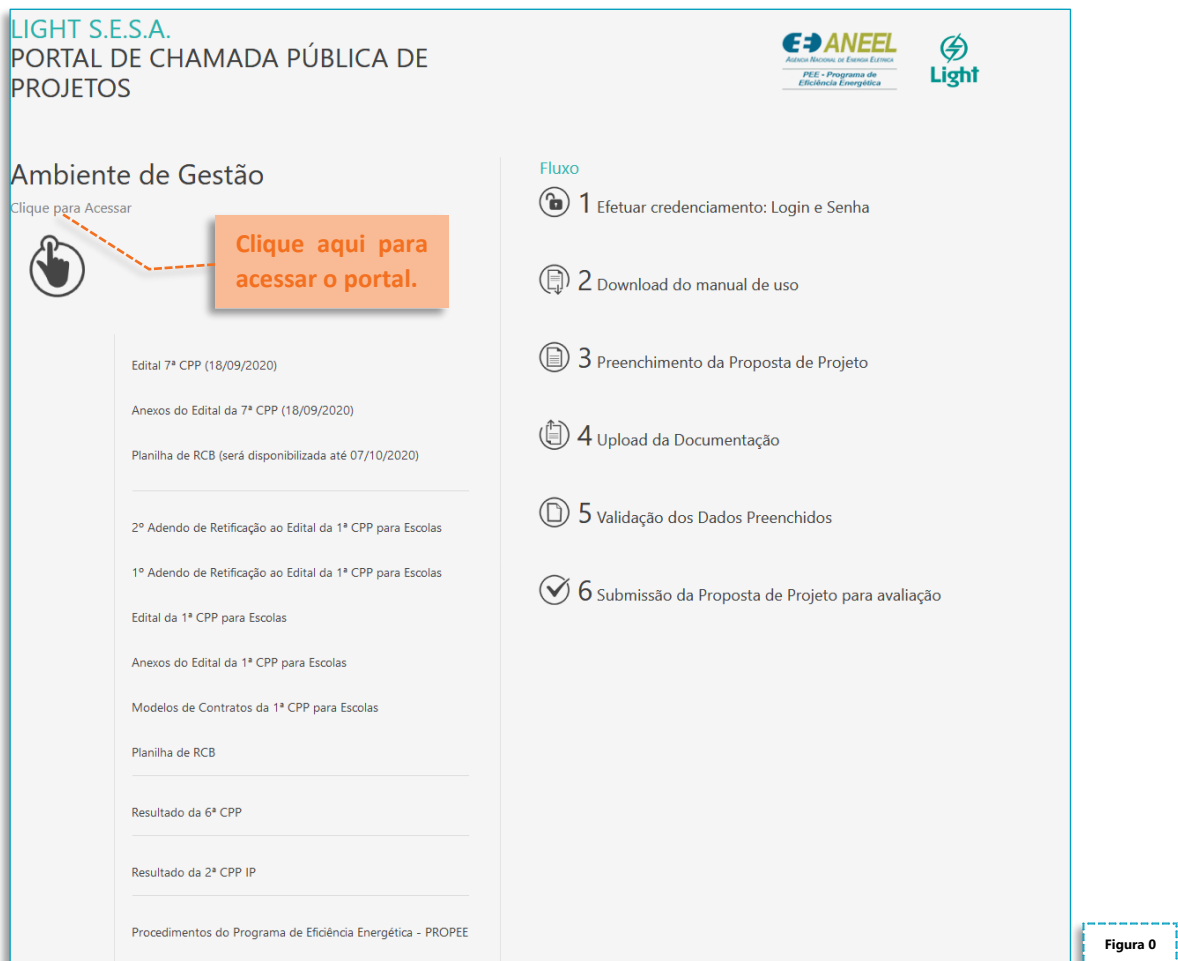 LIGHT S.E.S.A.
PORTAL DE CHAMADA PÚBLICA DE
PROJETOS
ANEEL
AGÊNCIA NACIONAL DE ENERGIA ELÉTRICA
PEE - Programa de
Eficiência Energética
Light
Ambiente de Gestão
Clique para Acessar
Clique aqui para
acessar o portal.
Edital 7ª CPP (18/09/2020)
Anexos do Edital da 7ª CPP (18/09/2020)
Planilha de RCB (será disponibilizada até 07/10/2020)
2º Adendo de Retificação ao Edital da 1ª CPP para Escolas
1º Adendo de Retificação ao Edital da 1ª CPP para Escolas
Edital da 1ª CPP para Escolas
Anexos do Edital da 1ª CPP para Escolas
Modelos de Contratos da 1ª CPP para Escolas
Planilha de RCB
Resultado da 6ª CPP
Resultado da 2ª CPP IP
Procedimentos do Programa de Eficiência Energética - PROPEE
Fluxo
1 Efetuar credenciamento: Login e Senha
2 Download do manual de uso
3 Preenchimento da Proposta de Projeto
4 Upload da Documentação
5 Validação dos Dados Preenchidos
6 Submissão da Proposta de Projeto para avaliação
Figura 0